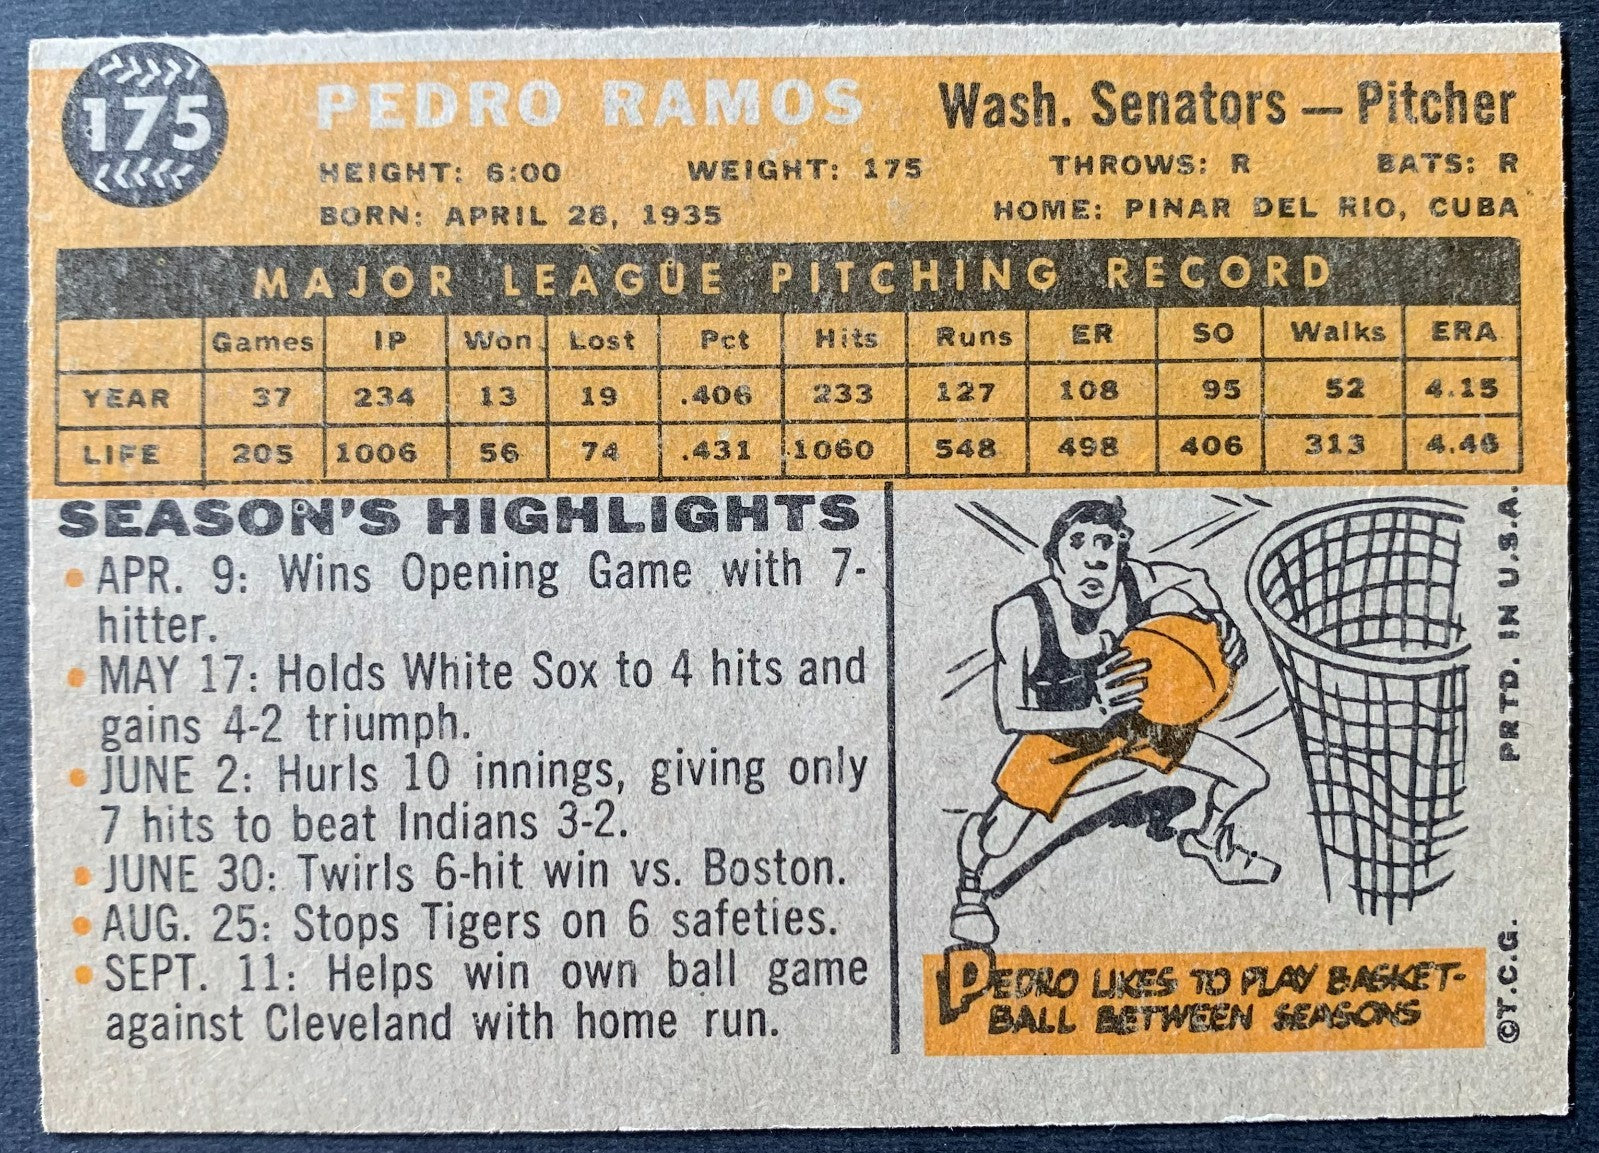 175
PEDRO RAMOS
Wash. Senators — Pitcher
HEIGHT: 6:00 WEIGHT: 175 THROWS: R BATS: R
BORN: APRIL 28, 1935 HOME: PINAR DEL RIO, CUBA
MAJOR LEAGUE PITCHING RECORD
Games IP Won Lost Pct Hits Runs ER SO Walks ERA
YEAR 37 234 13 19 .406 233 127 108 95 52 4.15
LIFE 205 1006 56 74 .431 1060 548 498 406 313 4.46
SEASON'S HIGHLIGHTS
• APR. 9: Wins Opening Game with 7-
hitter.
• MAY 17: Holds White Sox to 4 hits and
gains 4-2 triumph.
• JUNE 2: Hurls 10 innings, giving only
7 hits to beat Indians 3-2.
• JUNE 30: Twirls 6-hit win vs. Boston.
• AUG. 25: Stops Tigers on 6 safeties.
• SEPT. 11: Helps win own ball game
against Cleveland with home run.
PEDRO LIKES TO PLAY BASKET-
BALL BETWEEN SEASONS
©T.C.G. PRTD. IN U.S.A.